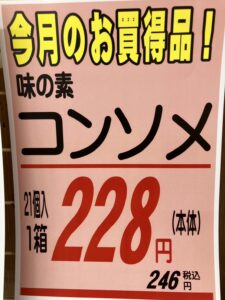 今月のお買得品!
味の素
コンソメ
21個入
1箱
228円
(本体)
246円
税込